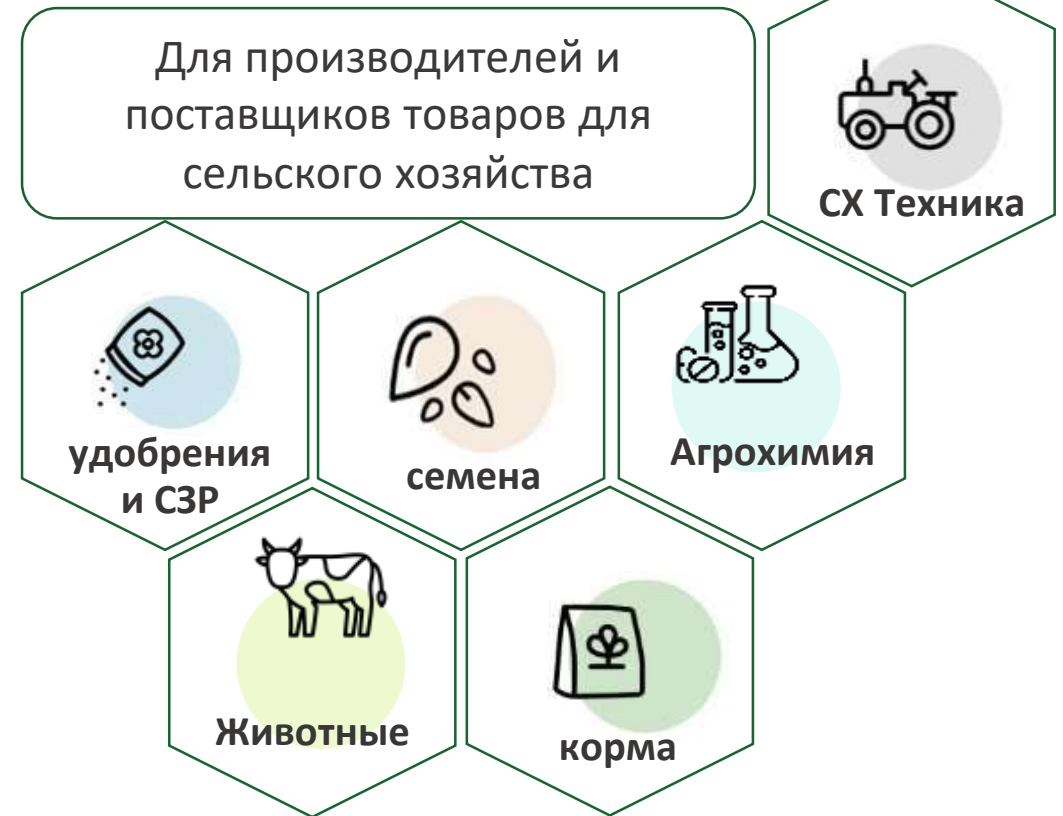 Для производителей и
поставщиков товаров для
сельского хозяйства
СХ Техника
удобрения
и СЗР
семена
Агрохимия
Животные
корма